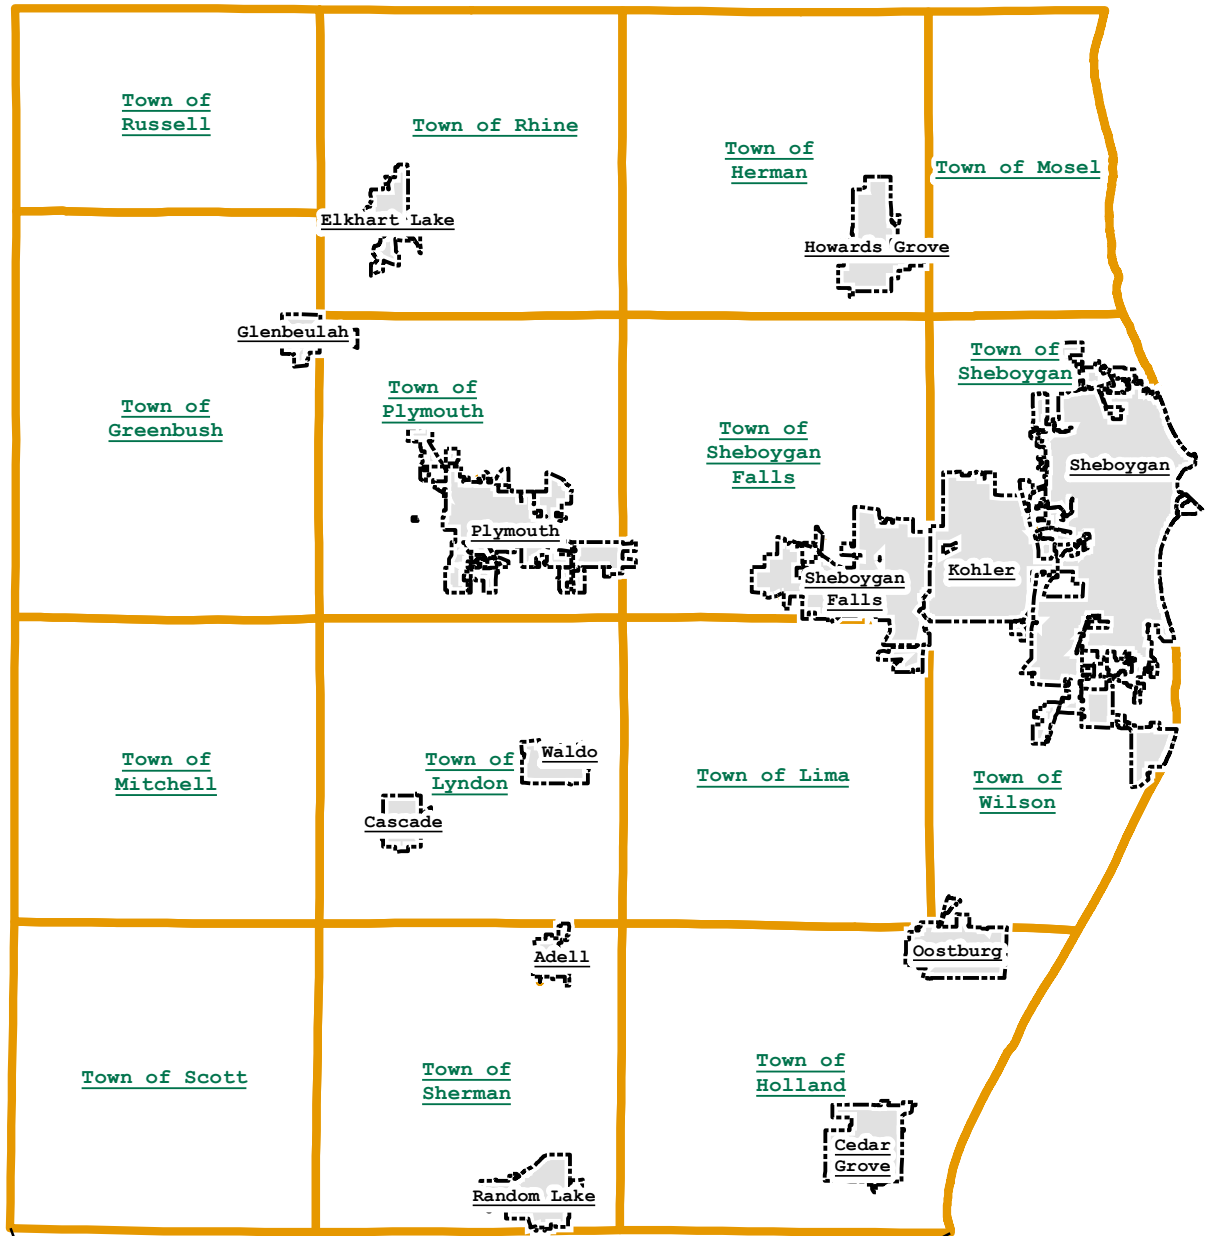 Town of
Russell
Town of Rhine
Town of
Herman
Town of Mosel
Elkhart Lake
Howards Grove
Glenbeulah
Town of
Sheboygan
Town of
Greenbush
Town of
Plymouth
Town of
Sheboygan
Falls
Sheboygan
Plymouth
Sheboygan
Falls
Kohler
Town of
Mitchell
Town of
Lyndon
Waldo
Town of Lima
Town of
Wilson
Cascade
Adell
Oostburg
Town of Scott
Town of
Sherman
Town of
Holland
Cedar
Grove
Random Lake